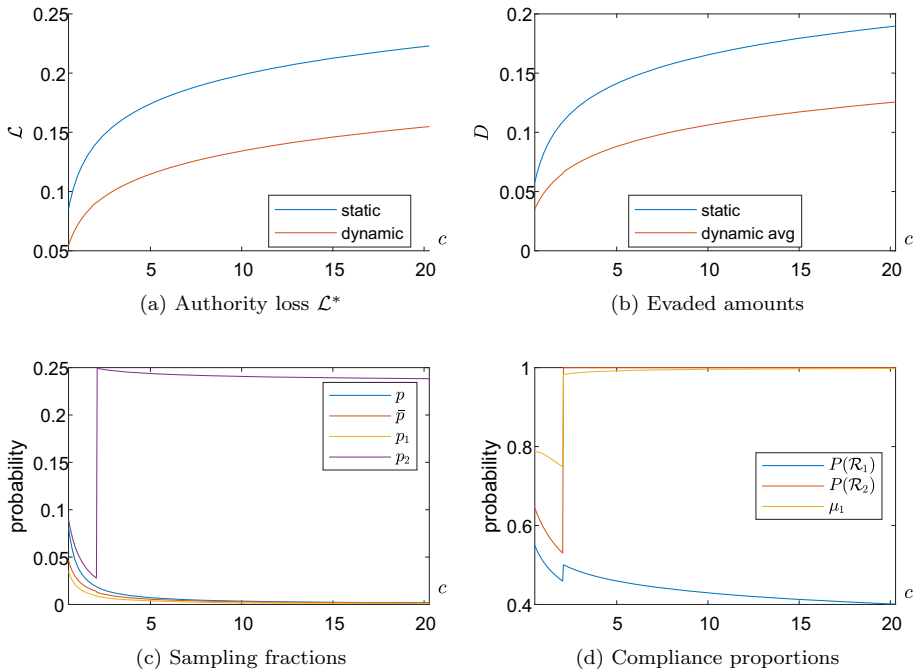 0.25
0.2
0.15
0.1
0.05
ℒ
static
dynamic
5
10
15
20
c
(a) Authority loss ℒ*
0.2
0.15
0.1
0.05
0
D
static
dynamic avg
5
10
15
20
c
(b) Evaded amounts
0.25
0.2
0.15
0.1
0.05
0
probability
p
p̄
p₁
p₂
5
10
15
20
c
(c) Sampling fractions
1
0.8
0.6
0.4
probability
P(ℛ₁)
P(ℛ₂)
μ₁
5
10
15
20
c
(d) Compliance proportions